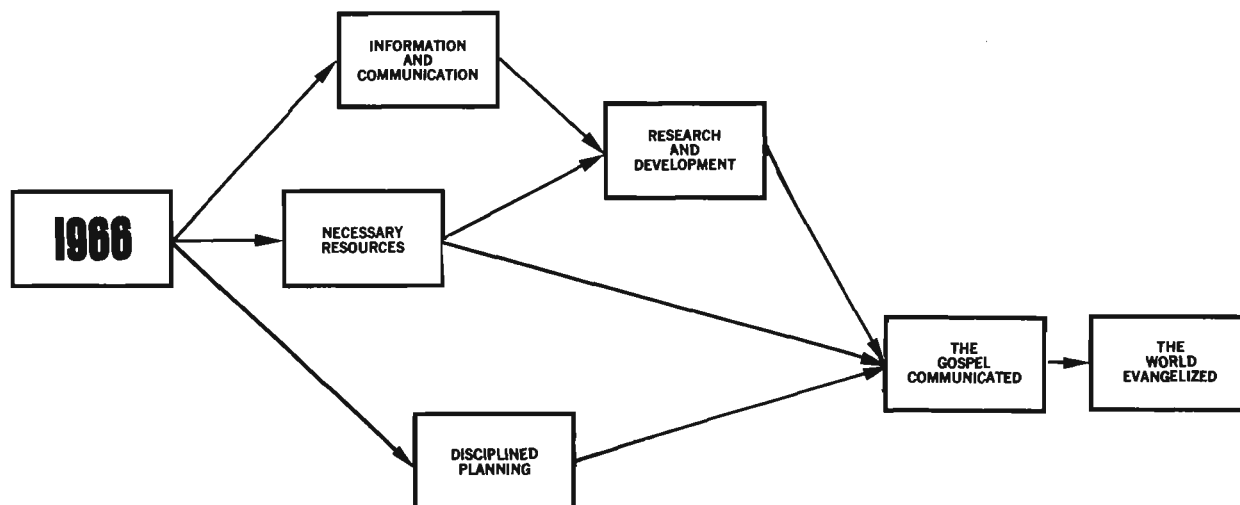 INFORMATION
AND
COMMUNICATION
RESEARCH
AND
DEVELOPMENT
1966
NECESSARY
RESOURCES
THE
GOSPEL
COMMUNICATED
THE
WORLD
EVANGELIZED
DISCIPLINED
PLANNING